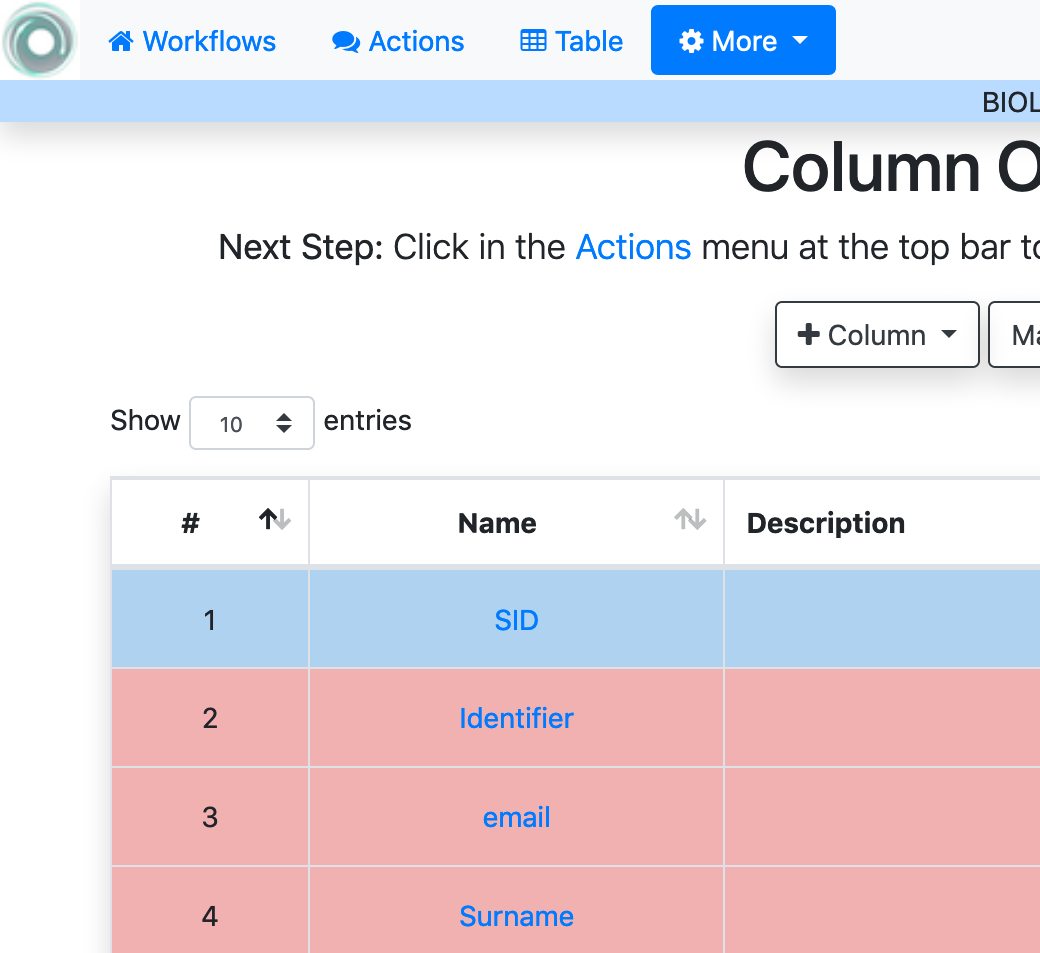 Workflows Actions Table More
BIOL
Column O
Next Step: Click in the Actions menu at the top bar to
+ Column Ma
Show 10 entries
# Name Description
1 SID
2 Identifier
3 email
4 Surname